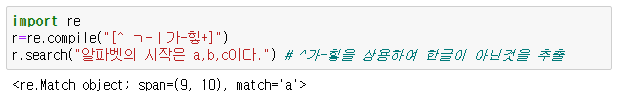 import re
r=re.compile("[^ ㄱ-ㅣ가-힣+]")
r.search("알파벳의 시작은 a,b,c이다.") # ^가-힣을 사용하여 한글이 아닌것을 추출
<re.Match object; span=(9, 10), match='a'>